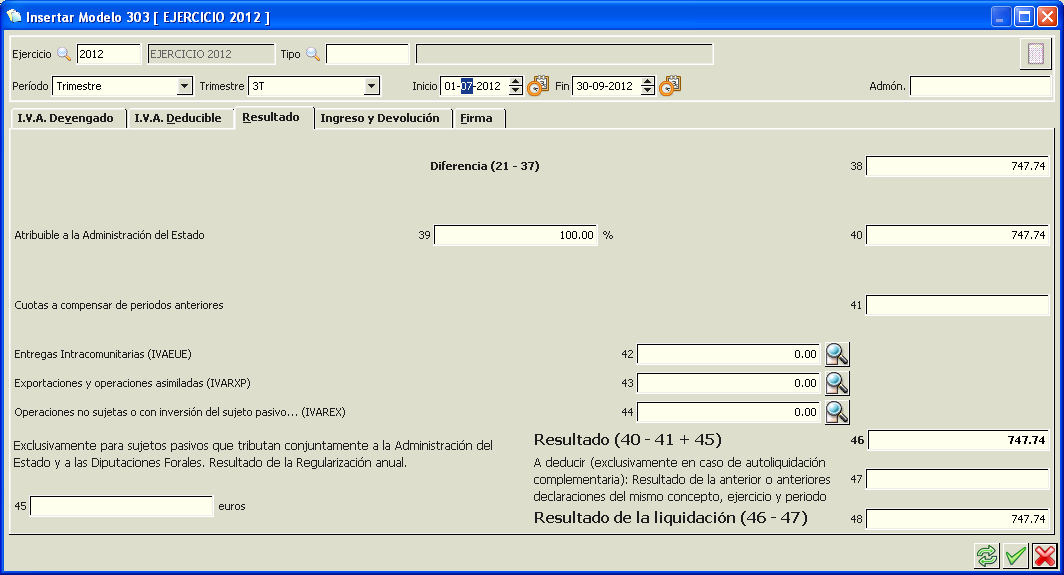 Insertar Modelo 303 [ EJERCICIO 2012 ]
Ejercicio 2012 EJERCICIO 2012 Tipo
Período Trimestre Trimestre 3T Inicio 01-07-2012 Fin 30-09-2012 Admón.
I.V.A. Devengado I.V.A. Deducible Resultado Ingreso y Devolución Firma
Diferencia (21 - 37) 38 747.74
Atribuible a la Administración del Estado 39 100.00 % 40 747.74
Cuotas a compensar de periodos anteriores 41
Entregas Intracomunitarias (IVAEUE) 42 0.00
Exportaciones y operaciones asimiladas (IVARXP) 43 0.00
Operaciones no sujetas o con inversión del sujeto pasivo... (IVAREX) 44 0.00
Exclusivamente para sujetos pasivos que tributan conjuntamente a la Administración del
Estado y a las Diputaciones Forales. Resultado de la Regularización anual.
45 euros
Resultado (40 - 41 + 45) 46 747.74
A deducir (exclusivamente en caso de autoliquidación
complementaria): Resultado de la anterior o anteriores 47
declaraciones del mismo concepto, ejercicio y periodo
Resultado de la liquidación (46 - 47) 48 747.74